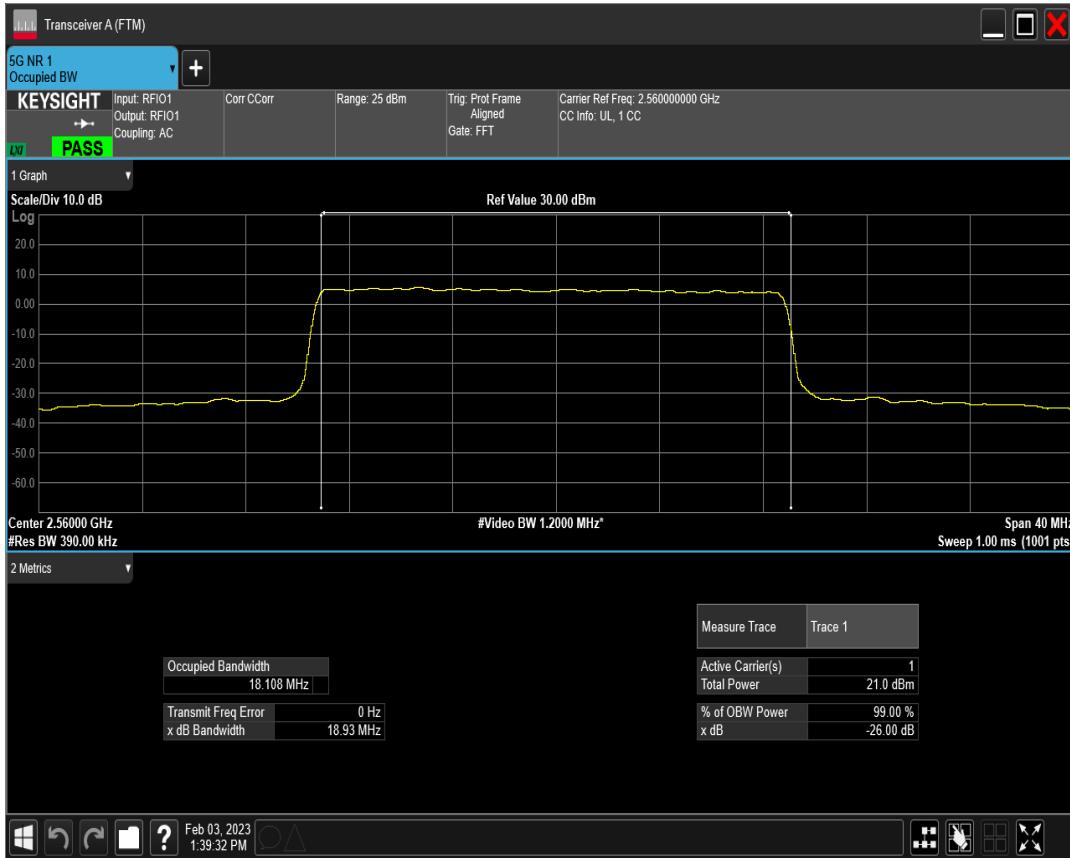 Transceiver A (FTM)
5G NR 1
Occupied BW
+
KEYSIGHT
Input: RFIO1
Output: RFIO1
Coupling: AC
Corr CCorr
Range: 25 dBm
Trig: Prot Frame
Aligned
Gate: FFT
Carrier Ref Freq: 2.560000000 GHz
CC Info: UL, 1 CC
LXI
PASS
1 Graph
Scale/Div 10.0 dB
Ref Value 30.00 dBm
Log
20.0
10.0
0.00
-10.0
-20.0
-30.0
-40.0
-50.0
-60.0
Center 2.56000 GHz
#Video BW 1.2000 MHz*
Span 40 MHz
#Res BW 390.00 kHz
Sweep 1.00 ms (1001 pts
2 Metrics
Measure Trace
Trace 1
Occupied Bandwidth
18.108 MHz
Active Carrier(s)
1
Total Power
21.0 dBm
Transmit Freq Error
0 Hz
x dB Bandwidth
18.93 MHz
% of OBW Power
99.00 %
x dB
-26.00 dB
?
Feb 03, 2023
1:39:32 PM